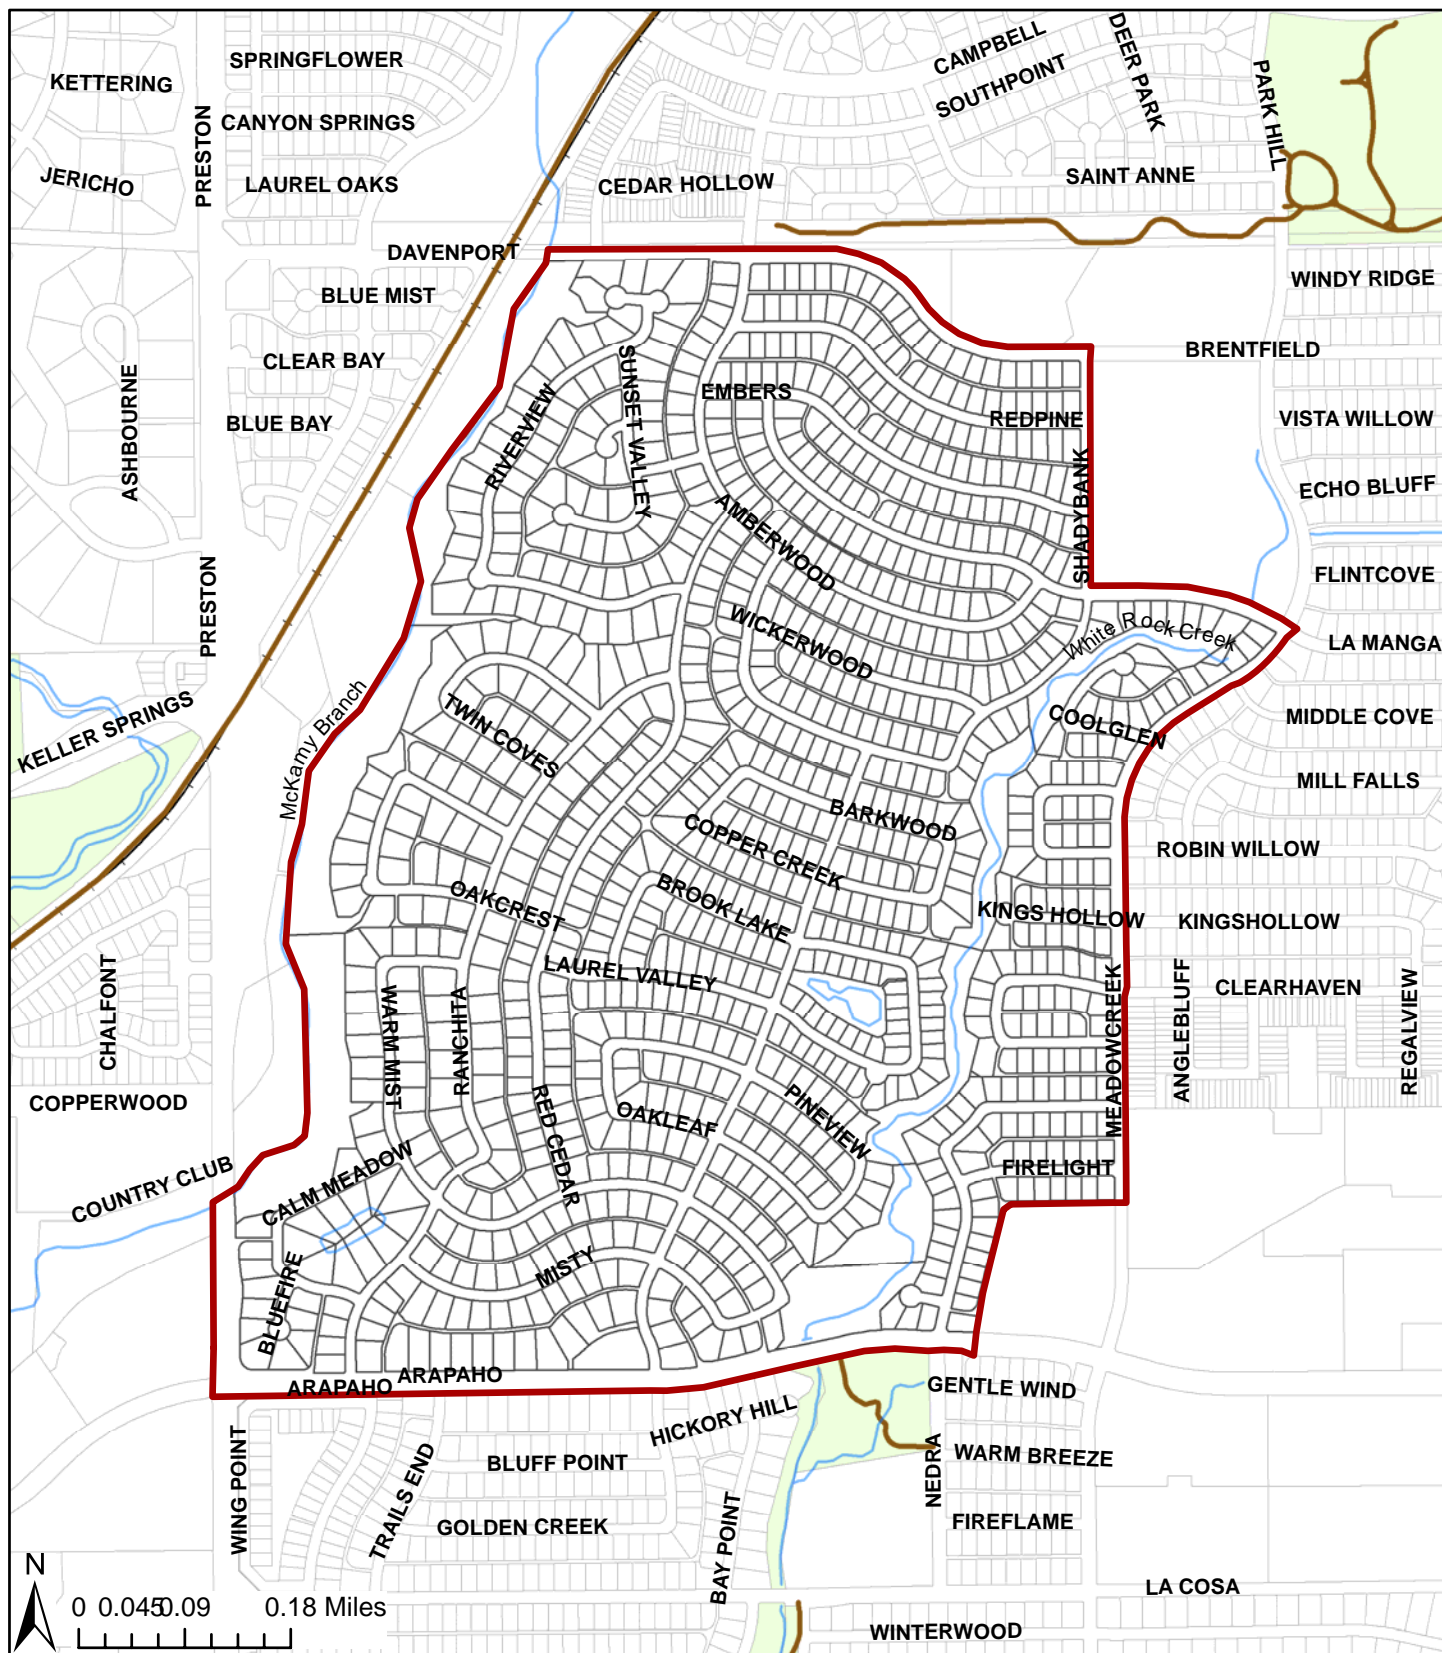 CAMPBELL
DEER PARK
SPRINGFLOWER
KETTERING
SOUTHPOINT
PARK HILL
CANYON SPRINGS
PRESTON
JERICHO
LAUREL OAKS
CEDAR HOLLOW
SAINT ANNE
DAVENPORT
WINDY RIDGE
BLUE MIST
BRENTFIELD
CLEAR BAY
SUNSET VALLEY
EMBERS
ASHBOURNE
BLUE BAY
RIVERVIEW
REDPINE
VISTA WILLOW
SHADYBANK
ECHO BLUFF
AMBERWOOD
FLINTCOVE
PRESTON
WICKERWOOD
White Rock Creek
LA MANGA
KELLER SPRINGS
McKamy Branch
TWIN COVES
COOLGLEN
MIDDLE COVE
MILL FALLS
BARKWOOD
COPPER CREEK
ROBIN WILLOW
OAKCREST
BROOK LAKE
KINGS HOLLOW
KINGSHOLLOW
LAUREL VALLEY
CHALFONT
WARM MIST
RANCHITA
MEADOWCREEK
ANGLEBLUFF
CLEARHAVEN
REGALVIEW
COPPERWOOD
RED CEDAR
OAKLEAF
PINEVIEW
COUNTRY CLUB
CALM MEADOW
FIRELIGHT
BLUEFIRE
MISTY
ARAPAHO
ARAPAHO
GENTLE WIND
HICKORY HILL
WING POINT
TRAILS END
BLUFF POINT
NEDRA
WARM BREEZE
GOLDEN CREEK
BAY POINT
FIREFLAME
N
LA COSA
0 0.045 0.09 0.18 Miles
WINTERWOOD